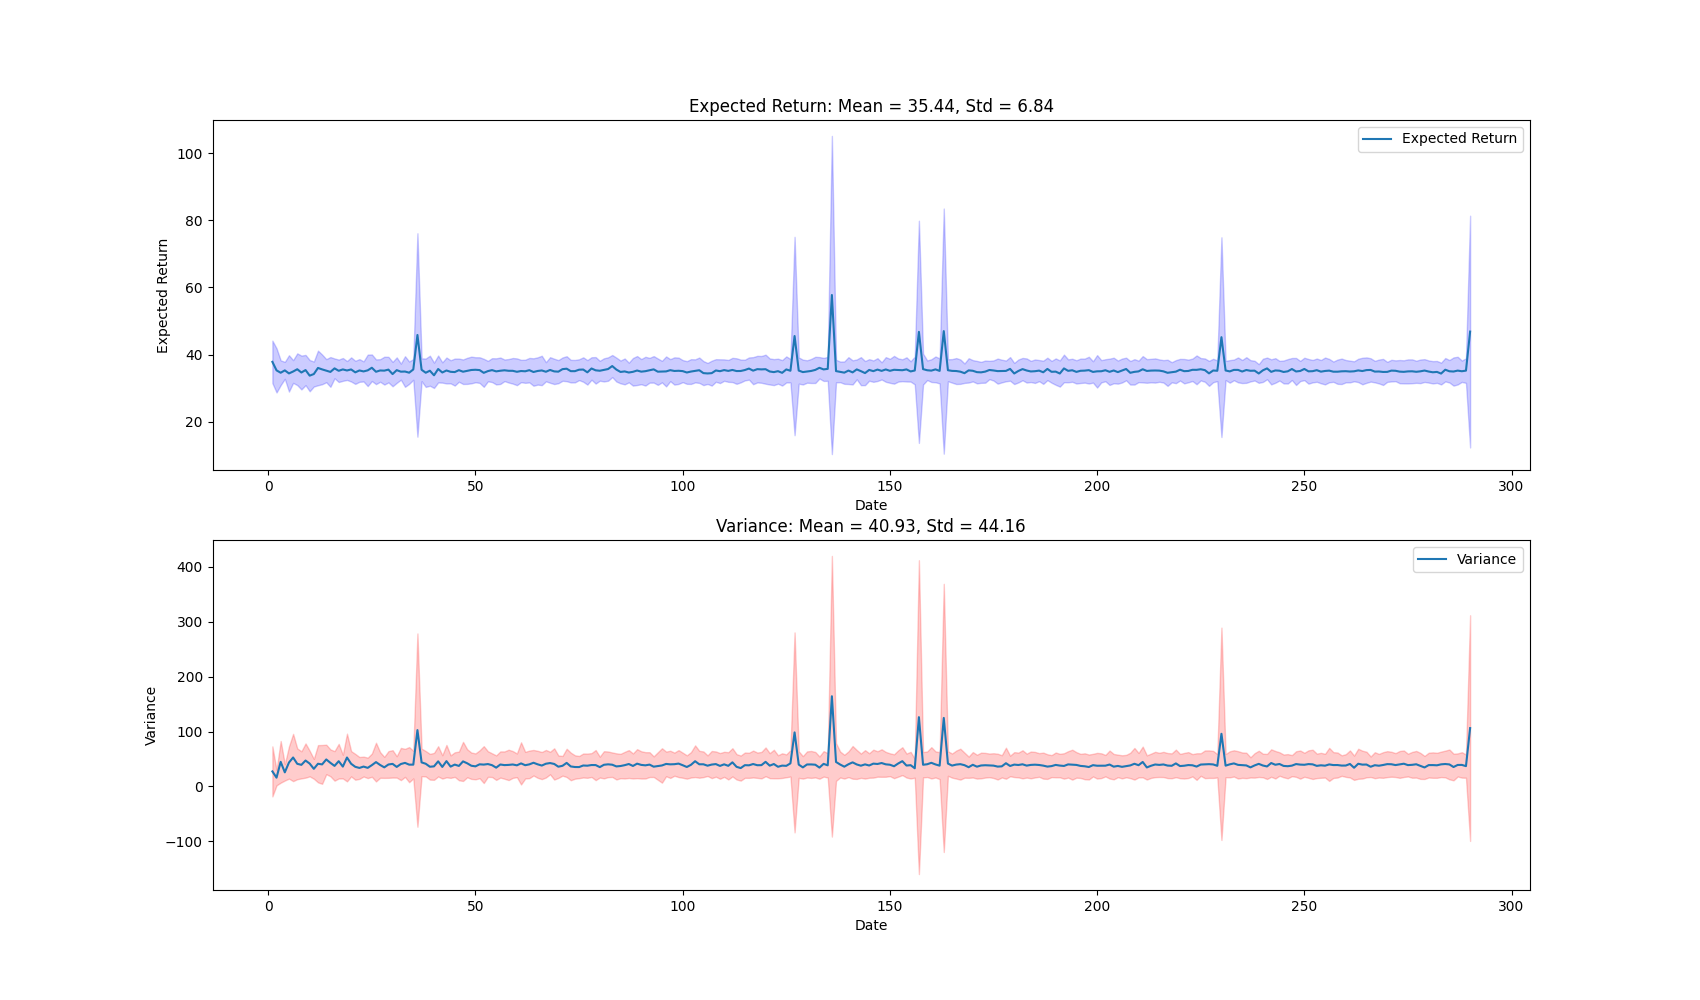 Expected Return: Mean = 35.44, Std = 6.84
Expected Return
100
80
60
40
20
Expected Return
0 50 100 150 200 250 300
Date
Variance: Mean = 40.93, Std = 44.16
Variance
400
300
200
100
0
−100
Variance
0 50 100 150 200 250 300
Date